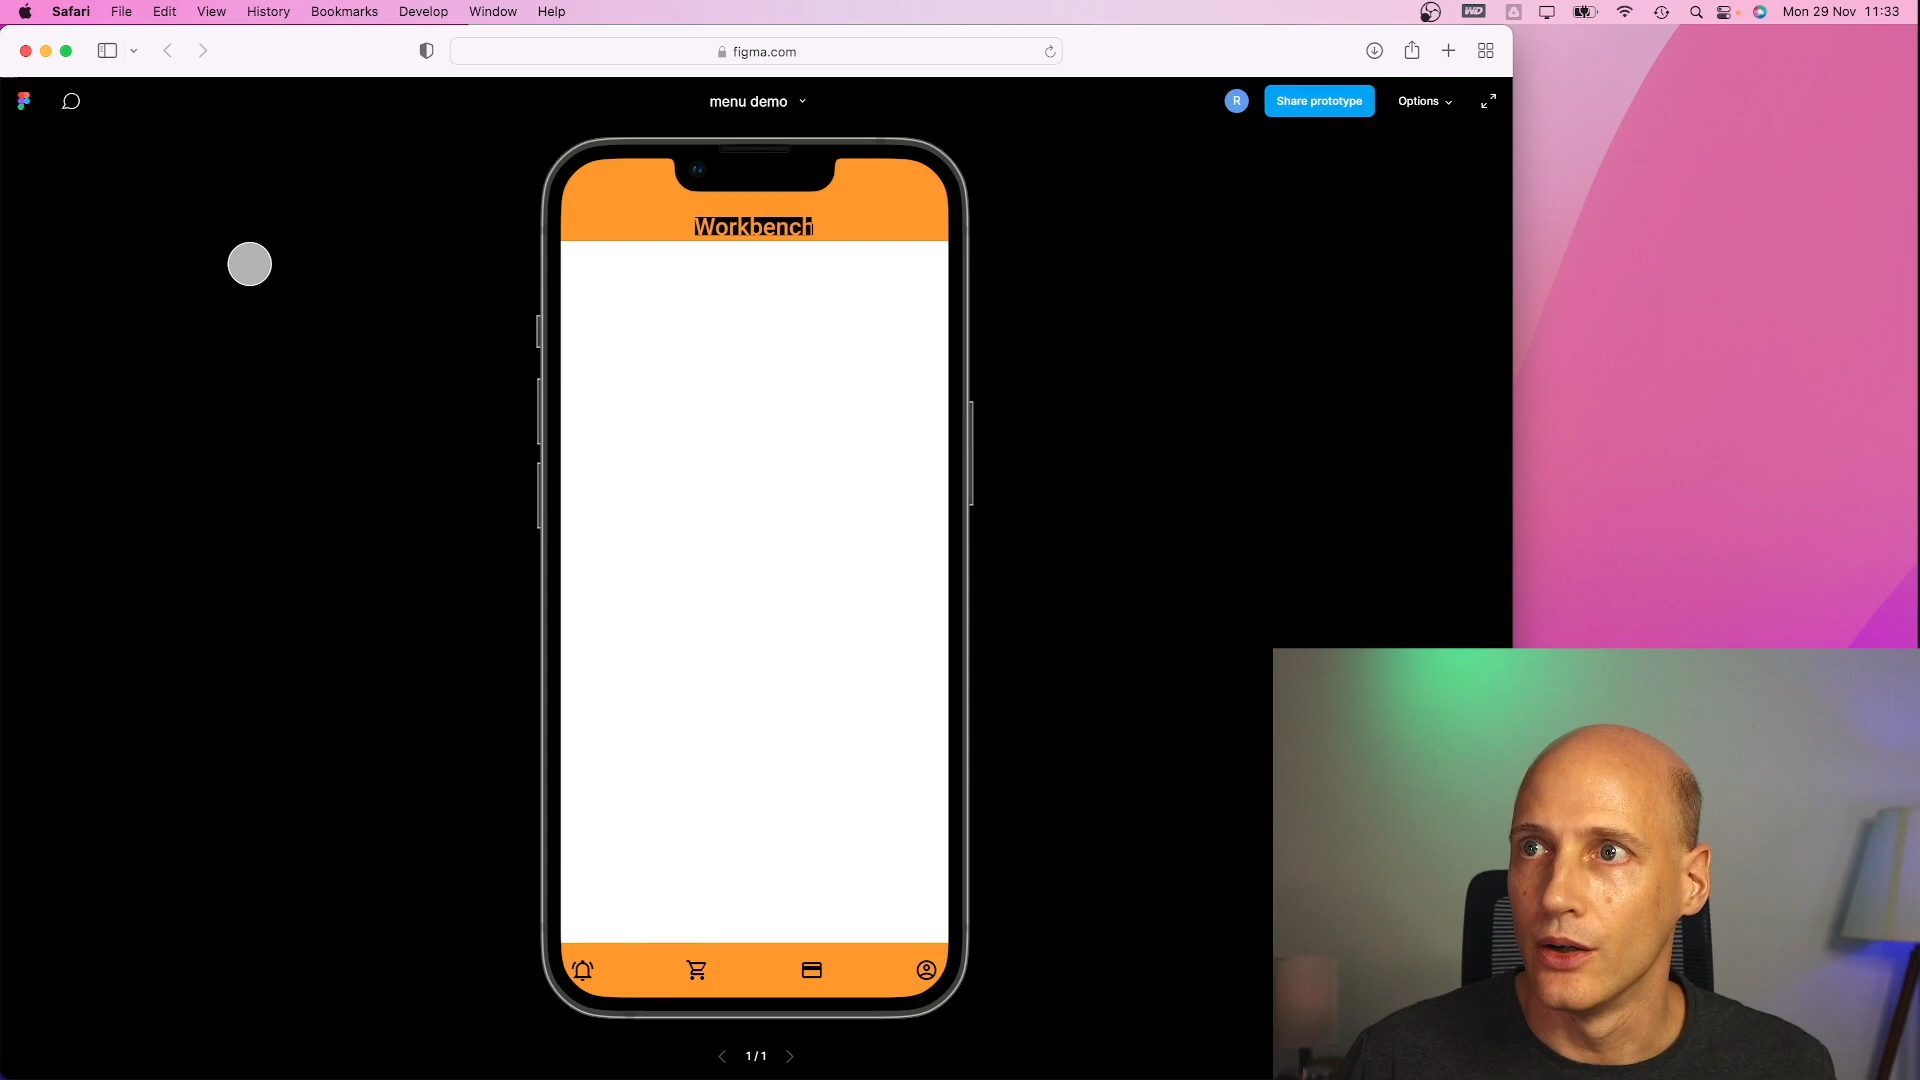 Safari File Edit View History Bookmarks Develop Window Help
WD
Mon 29 Nov 11:33
figma.com
menu demo
R
Share prototype
Options
Workbench
1 / 1